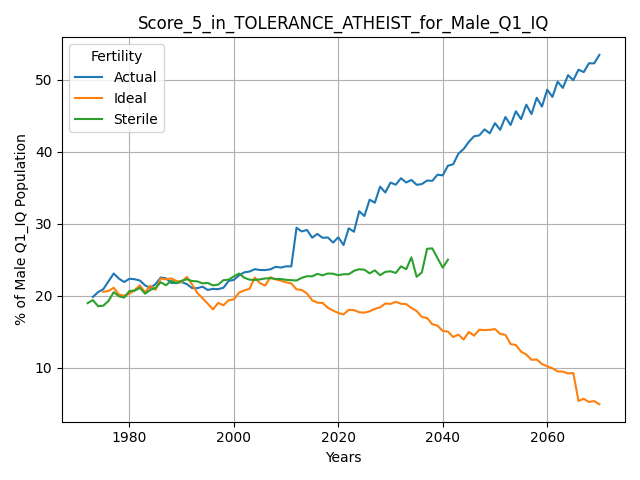 Score_5_in_TOLERANCE_ATHEIST_for_Male_Q1_IQ
Fertility
Actual
Ideal
Sterile
% of Male Q1_IQ Population
50
40
30
20
10
1980 2000 2020 2040 2060
Years